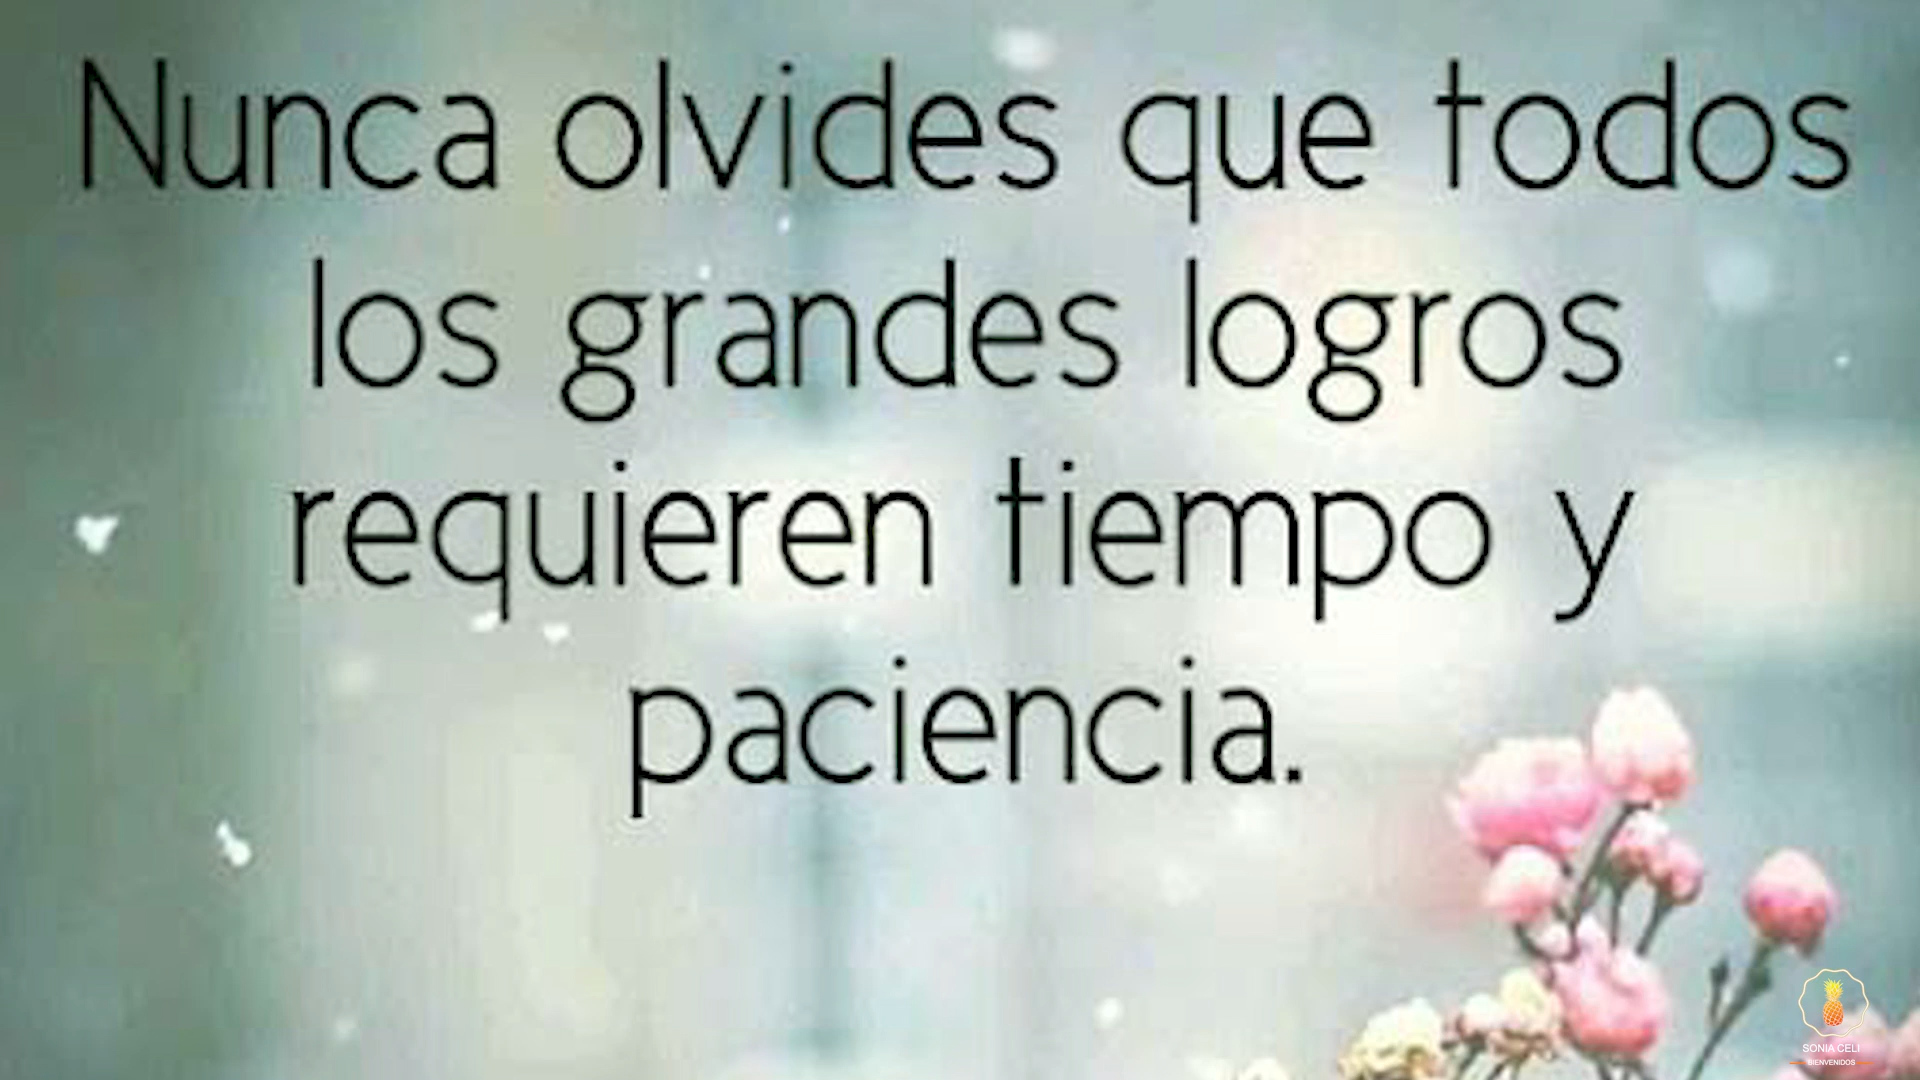 Nunca olvides que todos
los grandes logros
requieren tiempo y
paciencia.
SONIA CELI
BIENVENIDOS